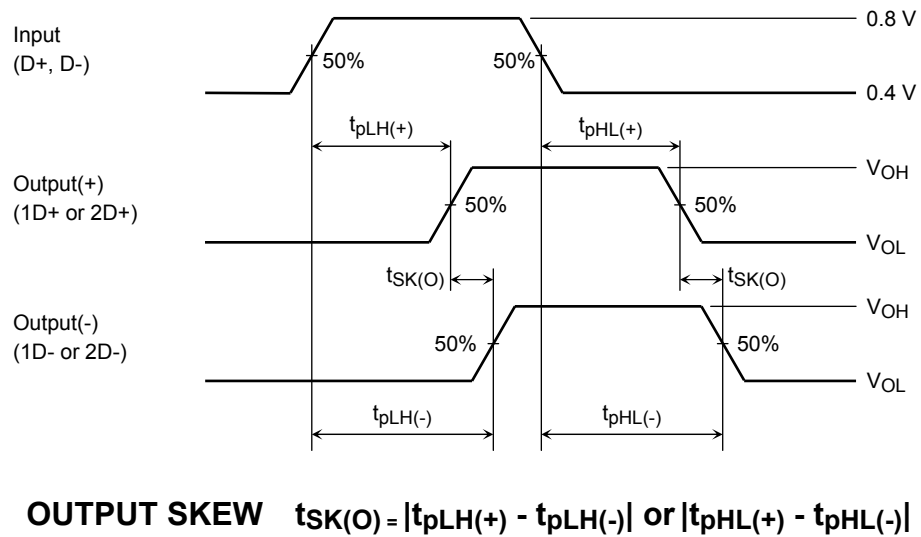 Input
(D+, D-)
50%
50%
0.8 V
0.4 V
tpLH(+)
tpHL(+)
Output(+)
(1D+ or 2D+)
50%
50%
VOH
VOL
tSK(O)
tSK(O)
Output(-)
(1D- or 2D-)
50%
50%
VOH
VOL
tpLH(-)
tpHL(-)
OUTPUT SKEW tSK(O) = |tpLH(+) - tpLH(-)| or |tpHL(+) - tpHL(-)|